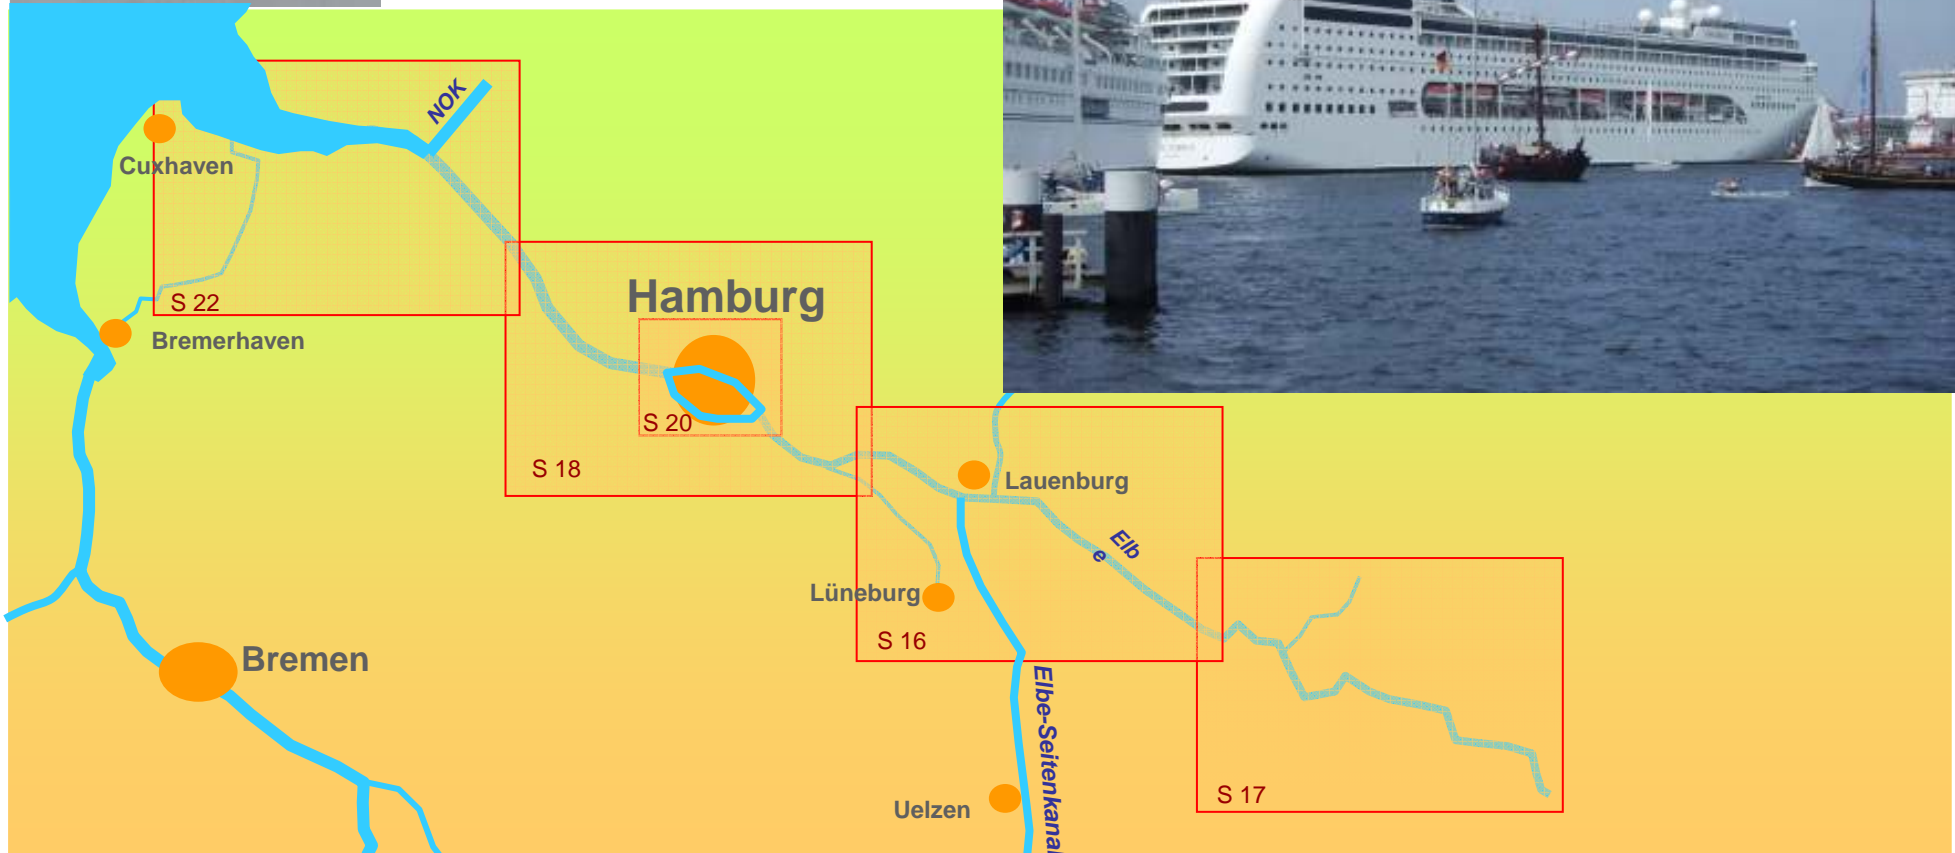 NOK
Cuxhaven
S 22
Hamburg
Bremerhaven
S 20
S 18
Lauenburg
Elb
e
Lüneburg
S 16
Bremen
Elbe-Seitenkanal
S 17
Uelzen